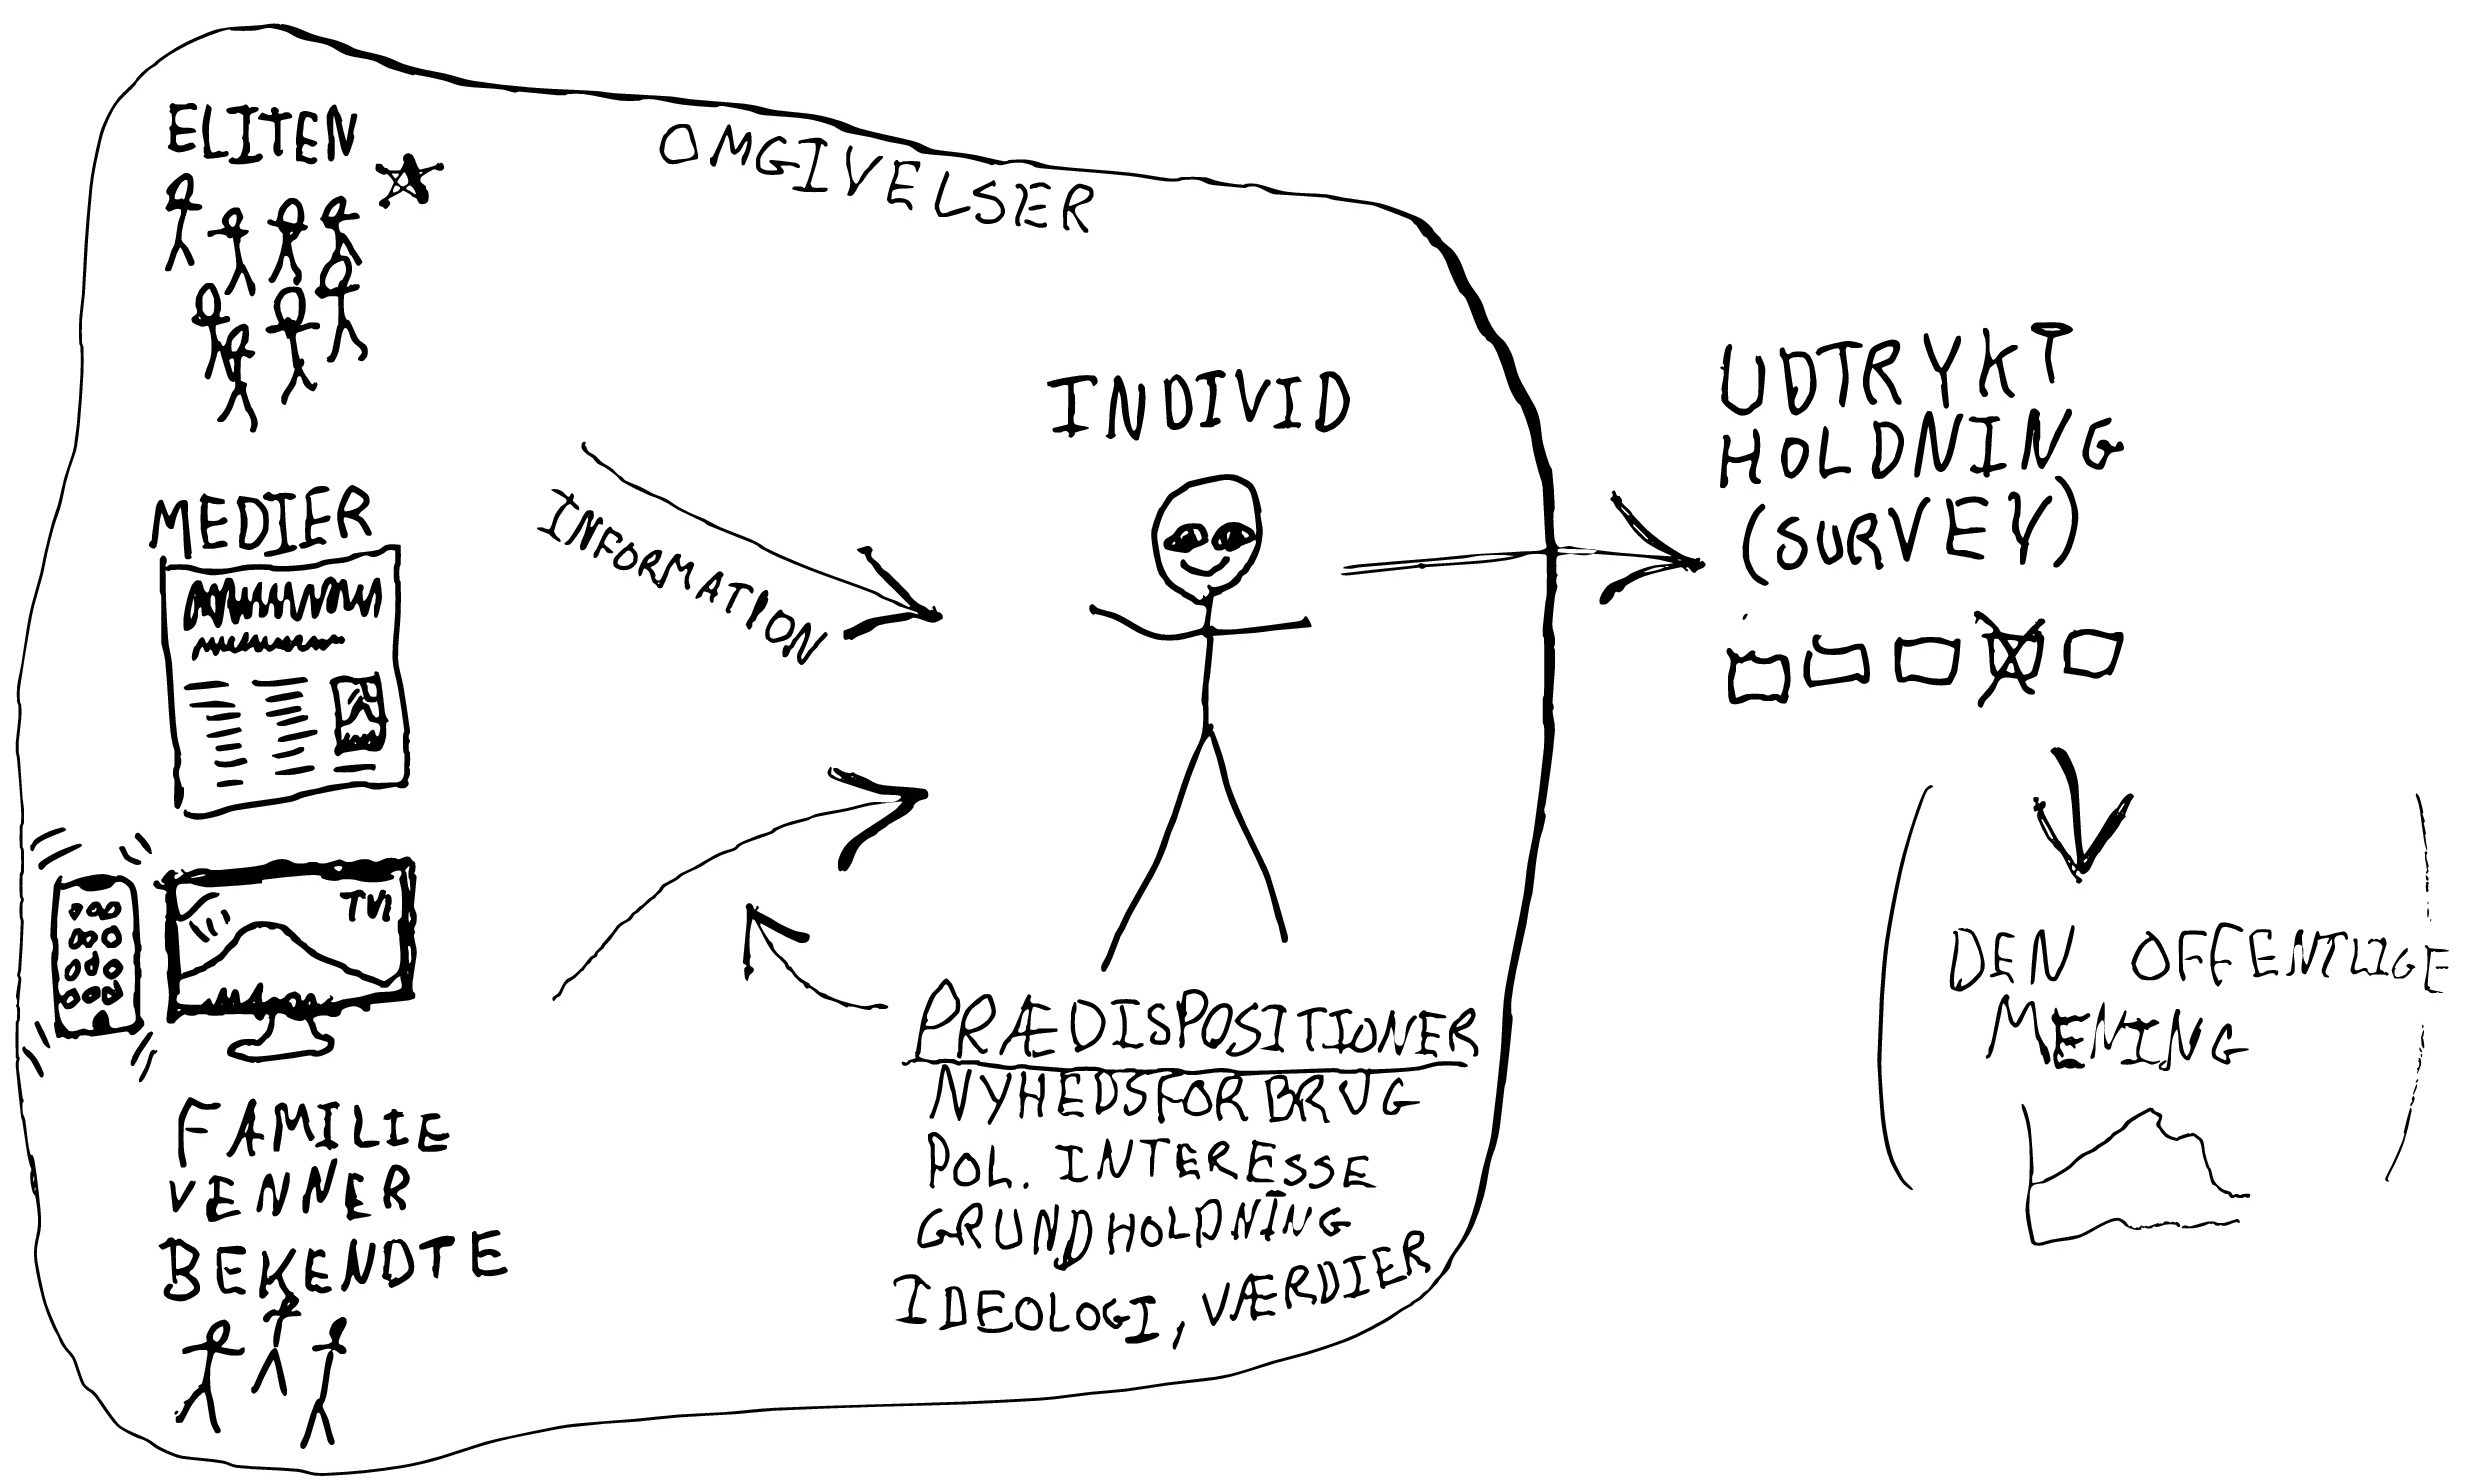 ELITEN
OMGIVELSER
MEDIER
INFORMATION
INDIVID
TV
FAMILIE
VENNER
BEKENDTE
PRÆDISPOSITIONER
NYHEDSFORBRUG
POL. INTERESSE
GRUNDHOLDNING
IDEOLOGI, VÆRDIER
UDTRYKT
HOLDNING
(SURVEY)
DEN OFFENTLIGE
MENING